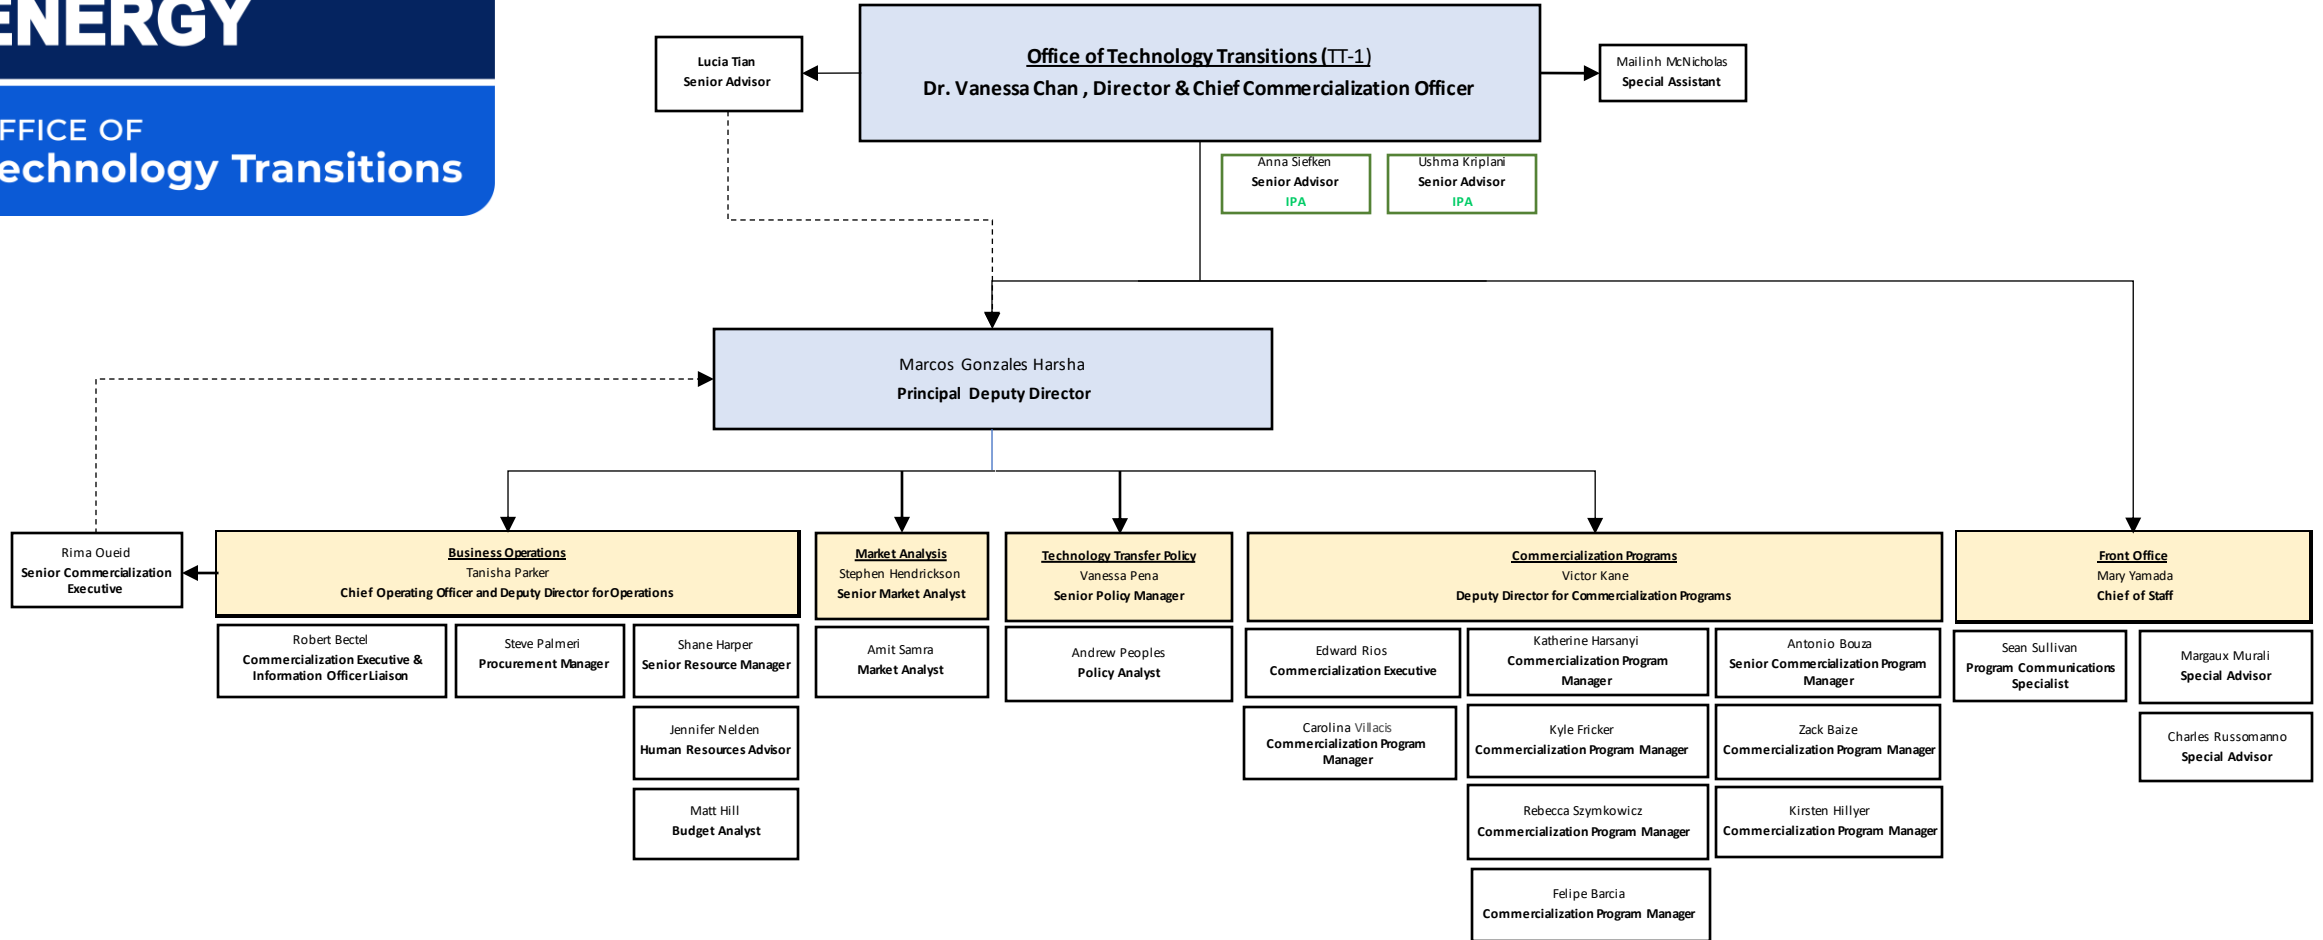 ENERGY
FFICE OF
echnology Transitions
Lucia Tian
Senior Advisor
Office of Technology Transitions (TT-1)
Dr. Vanessa Chan , Director & Chief Commercialization Officer
Mailinh McNicholas
Special Assistant
Anna Siefken
Senior Advisor
IPA
Ushma Kriplani
Senior Advisor
IPA
Marcos Gonzales Harsha
Principal Deputy Director
Rima Oueid
Senior Commercialization
Executive
Business Operations
Tanisha Parker
Chief Operating Officer and Deputy Director for Operations
Market Analysis
Stephen Hendrickson
Senior Market Analyst
Technology Transfer Policy
Vanessa Pena
Senior Policy Manager
Commercialization Programs
Victor Kane
Deputy Director for Commercialization Programs
Front Office
Mary Yamada
Chief of Staff
Robert Bectel
Commercialization Executive &
Information Officer Liaison
Steve Palmeri
Procurement Manager
Shane Harper
Senior Resource Manager
Jennifer Nelden
Human Resources Advisor
Matt Hill
Budget Analyst
Amit Samra
Market Analyst
Andrew Peoples
Policy Analyst
Edward Rios
Commercialization Executive
Carolina Villacis
Commercialization Program
Manager
Katherine Harsanyi
Commercialization Program
Manager
Kyle Fricker
Commercialization Program Manager
Rebecca Szymkowicz
Commercialization Program Manager
Felipe Barcia
Commercialization Program Manager
Antonio Bouza
Senior Commercialization Program
Manager
Zack Baize
Commercialization Program Manager
Kirsten Hillyer
Commercialization Program Manager
Sean Sullivan
Program Communications
Specialist
Margaux Murali
Special Advisor
Charles Russomanno
Special Advisor